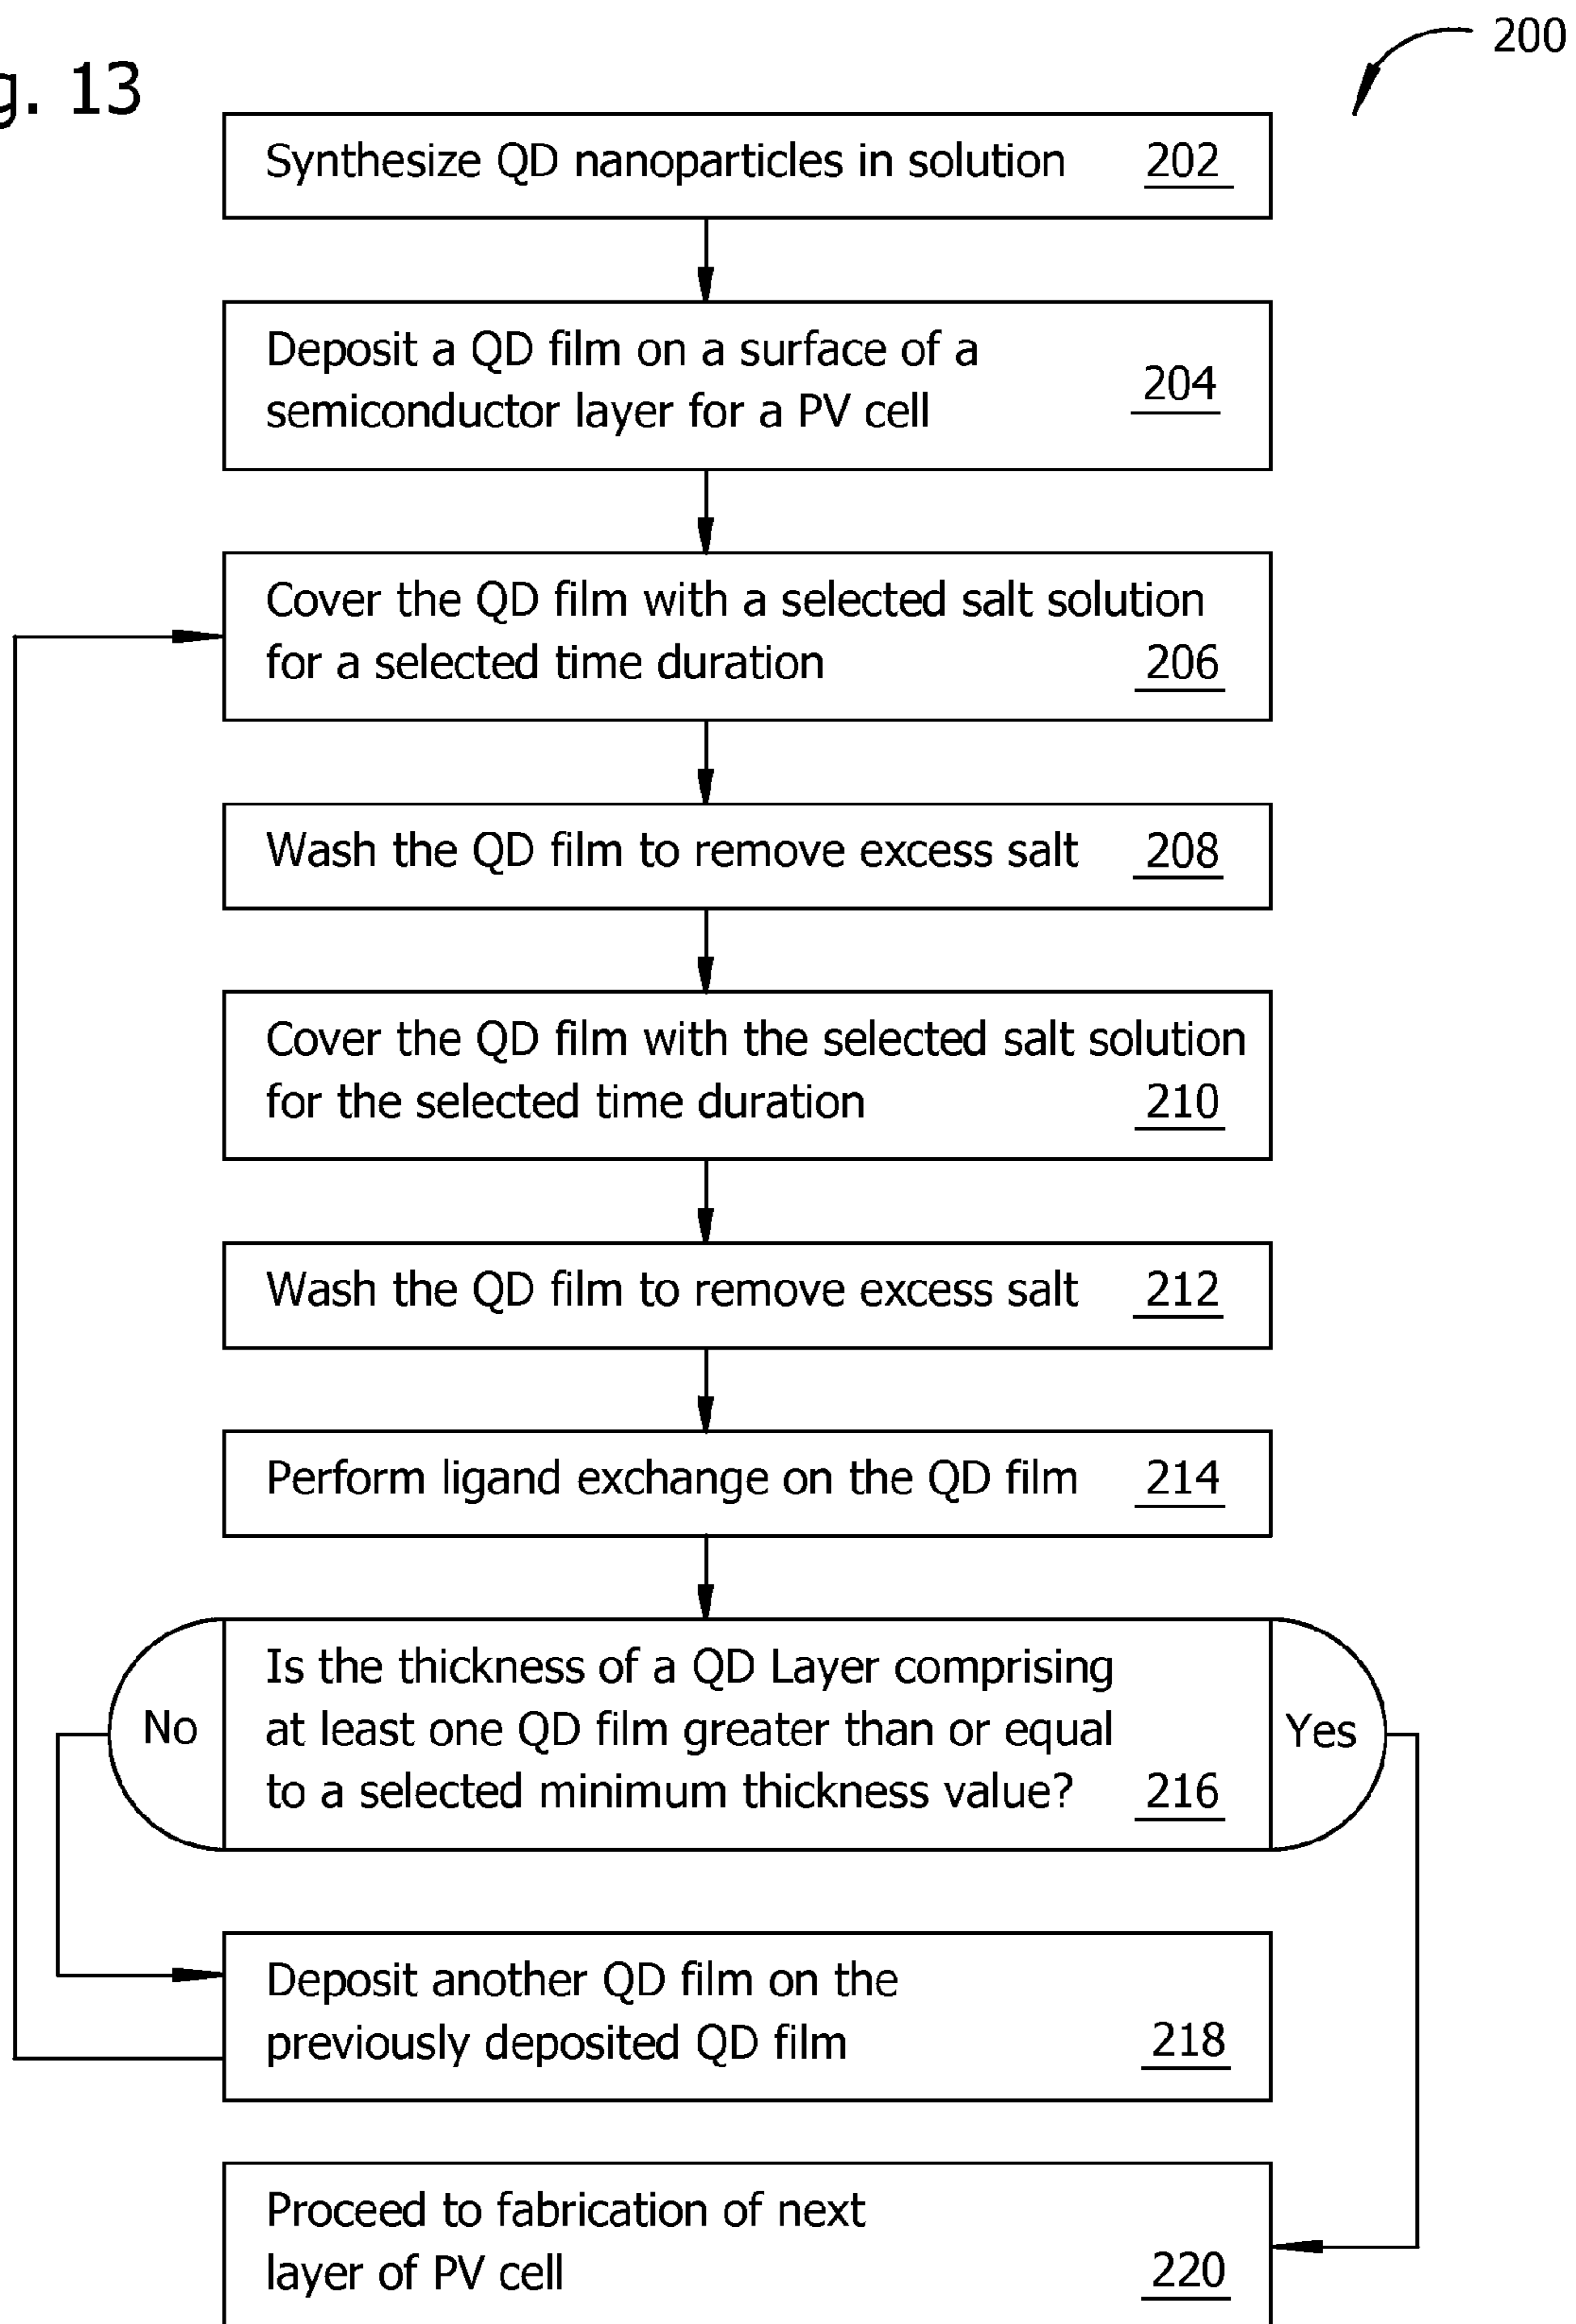 200
g. 13
Synthesize QD nanoparticles in solution 202
Deposit a QD film on a surface of a
semiconductor layer for a PV cell 204
Cover the QD film with a selected salt solution
for a selected time duration 206
Wash the QD film to remove excess salt 208
Cover the QD film with the selected salt solution
for the selected time duration 210
Wash the QD film to remove excess salt 212
Perform ligand exchange on the QD film 214
Is the thickness of a QD Layer comprising
No at least one QD film greater than or equal Yes
to a selected minimum thickness value? 216
Deposit another QD film on the
previously deposited QD film 218
Proceed to fabrication of next
layer of PV cell 220